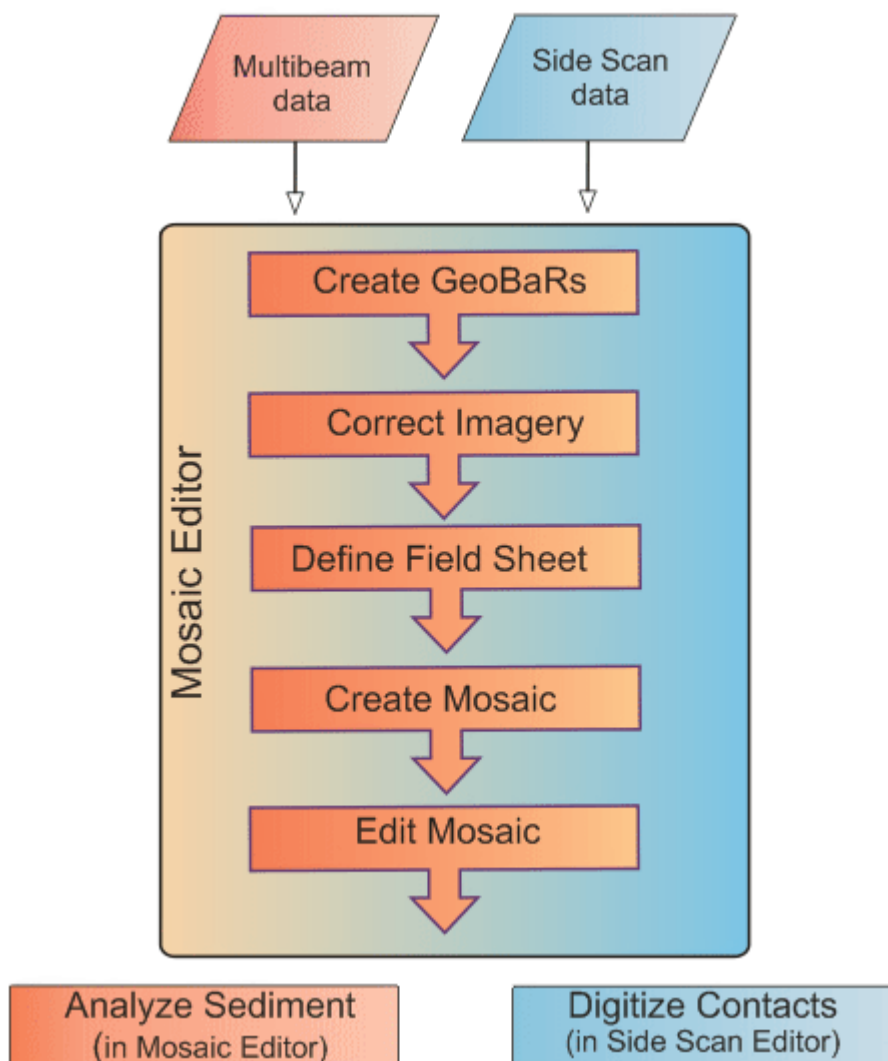 Multibeam
data
Side Scan
data
Mosaic Editor
Create GeoBaRs
Correct Imagery
Define Field Sheet
Create Mosaic
Edit Mosaic
Analyze Sediment
(in Mosaic Editor)
Digitize Contacts
(in Side Scan Editor)